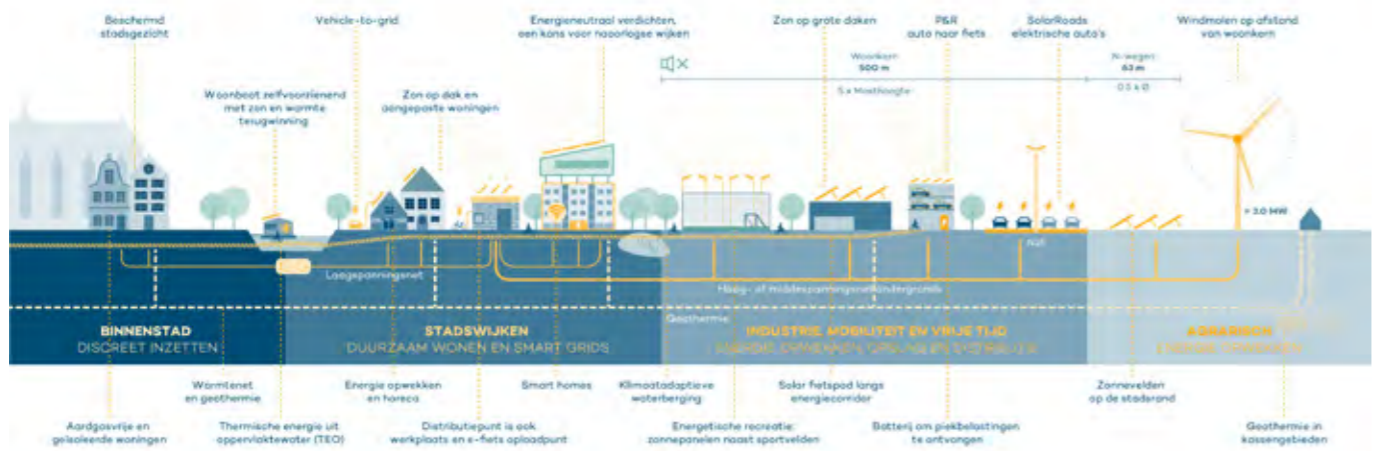 Beschermd
stadsgezicht
Vehicle-to-grid
Energieneutraal verdichten,
een kans voor naoorlogse wijken
Zon op grote daken
P&R
auto naar fiets
SolarRoads
elektrische auto's
Windmolen op afstand
van woonkern
Woonkern
500 m
5 x Masthoogte
N-wegen
63 m
0.5 x Ø
Woonboot zelfvoorzienend
met zon en warmte
terugwinning
Zon op dak en
aangepaste woningen
> 3.0 MW
Laagspanningsnet
Hoog- of middenspanningsnet ondergronds
Geothermie
BINNENSTAD
DISCREET INZETTEN
STADSWIJKEN
DUURZAAM WONEN EN SMART GRIDS
INDUSTRIE, MOBILITEIT EN VRIJE TIJD
AGRARISCH
Warmtenet
en geothermie
Energie opwekken
en horeca
Smart homes
Klimaatadaptieve
waterberging
Solar fietspad langs
energiecorridor
Zonnevelden
op de stadsrand
Aardgasvrije en
geïsoleerde woningen
Thermische energie uit
oppervlaktewater (TEO)
Distributiepunt is ook
werkplaats en e-fiets oplaadpunt
Energetische recreatie:
zonnepanelen naast sportvelden
Batterij om piekbelastingen
te ontvangen
Geothermie in
kassengebieden